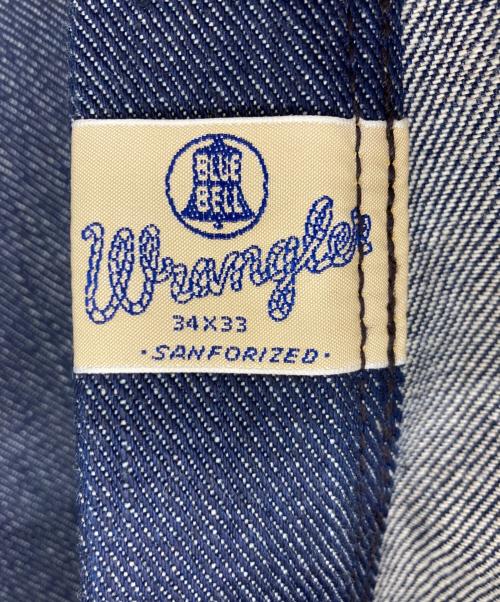 BLUE
BELL
Wrangler
34X33
·SANFORIZED·